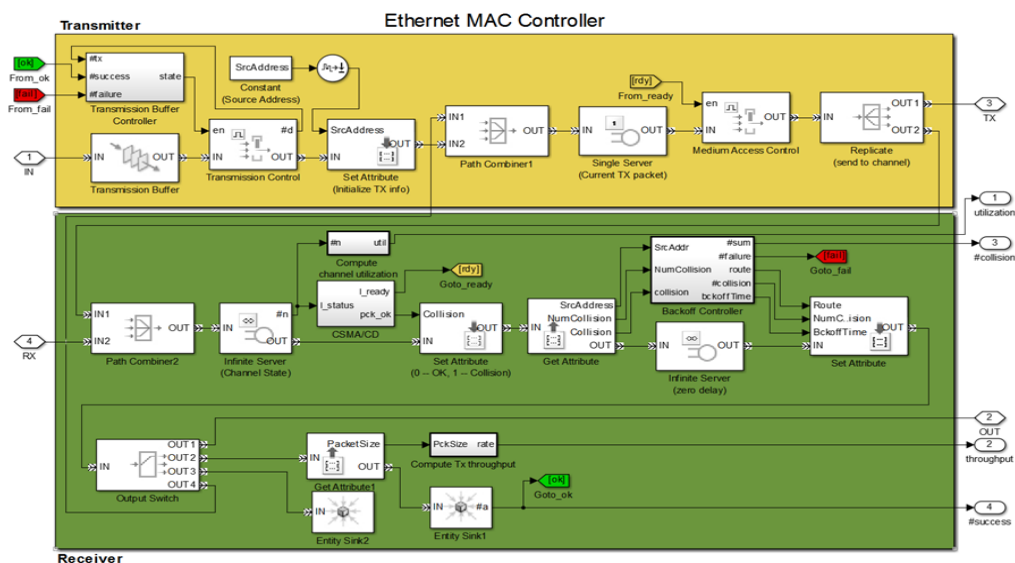 Ethernet MAC Controller
Transmitter
[ok]
From_ok
[fail]
From_fail
#tx
#success
#failure
state
Transmission Buffer
Controller
SrcAddress
Constant
(Source Address)
1
IN
IN
OUT
Transmission Buffer
en
#d
IN
OUT
Transmission Control
SrcAddress
IN
OUT
Set Attribute
(Initialize TX info)
IN1
IN2
OUT
Path Combiner1
IN
1
OUT
Single Server
(Current TX packet)
[rdy]
From_ready
en
IN
OUT
Medium Access Control
IN
OUT1
OUT2
Replicate
(send to channel)
3
TX
1
utilization
3
#collision
#n
util
Compute
channel utilization
[rdy]
Goto_ready
I_status
I_ready
pck_ok
CSMA/CD
4
RX
IN1
IN2
OUT
Path Combiner2
IN
#n
OUT
Infinite Server
(Channel State)
Collision
IN
OUT
Set Attribute
(0 -- OK, 1 -- Collision)
IN
SrcAddress
NumCollision
Collision
OUT
Get Attribute
SrcAddr
NumCollision
collision
#sum
#failure
route
#collision
bckoffTime
Backoff Controller
[fail]
Goto_fail
IN
OUT
Infinite Server
(zero delay)
Route
NumC..ision
BckoffTime
IN
OUT
Set Attribute
IN
OUT1
OUT2
OUT3
OUT4
Output Switch
IN
PacketSize
OUT
Get Attribute1
PckSize
rate
Compute Tx throughput
IN
Entity Sink2
IN
#a
Entity Sink1
[ok]
Goto_ok
2
OUT
2
throughput
4
#success
Receiver